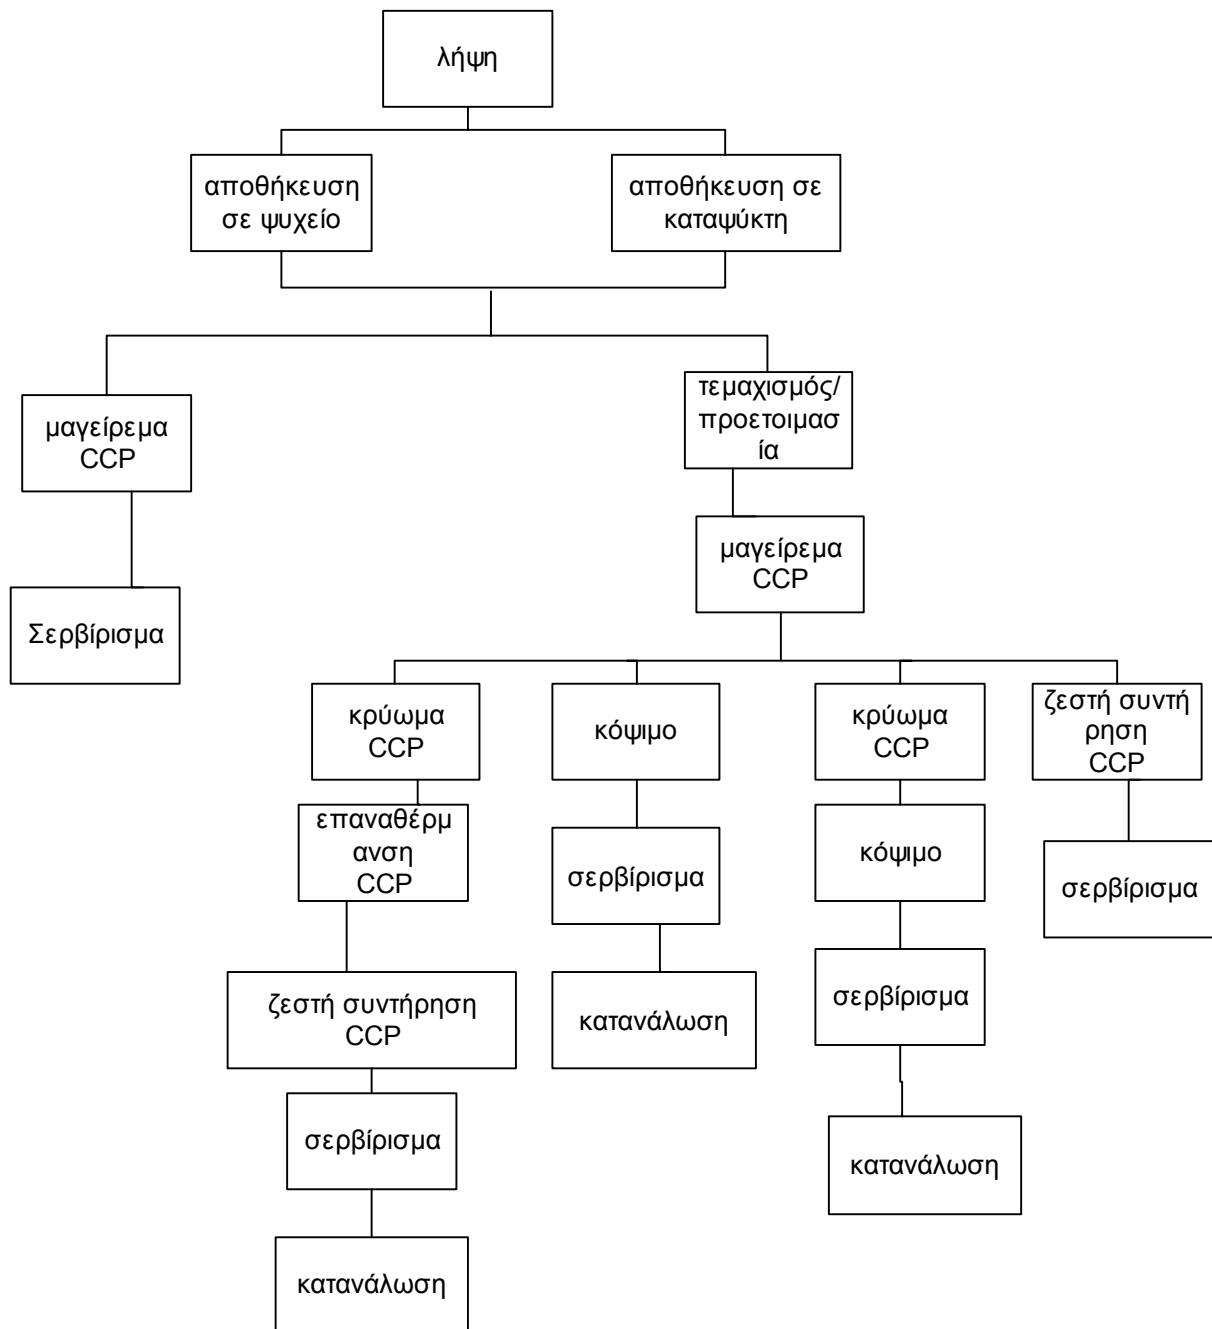 λήψη
αποθήκευση
σε ψυχείο
αποθήκευση σε
καταψύκτη
μαγείρεμα
CCP
τεμαχισμός/
προετοιμασ
ία
μαγείρεμα
CCP
Σερβίρισμα
κρύωμα
CCP
κόψιμο
κρύωμα
CCP
ζεστή συντή
ρηση
CCP
επαναθέρμ
ανση
CCP
σερβίρισμα
κόψιμο
σερβίρισμα
ζεστή συντήρηση
CCP
κατανάλωση
σερβίρισμα
σερβίρισμα
κατανάλωση
κατανάλωση